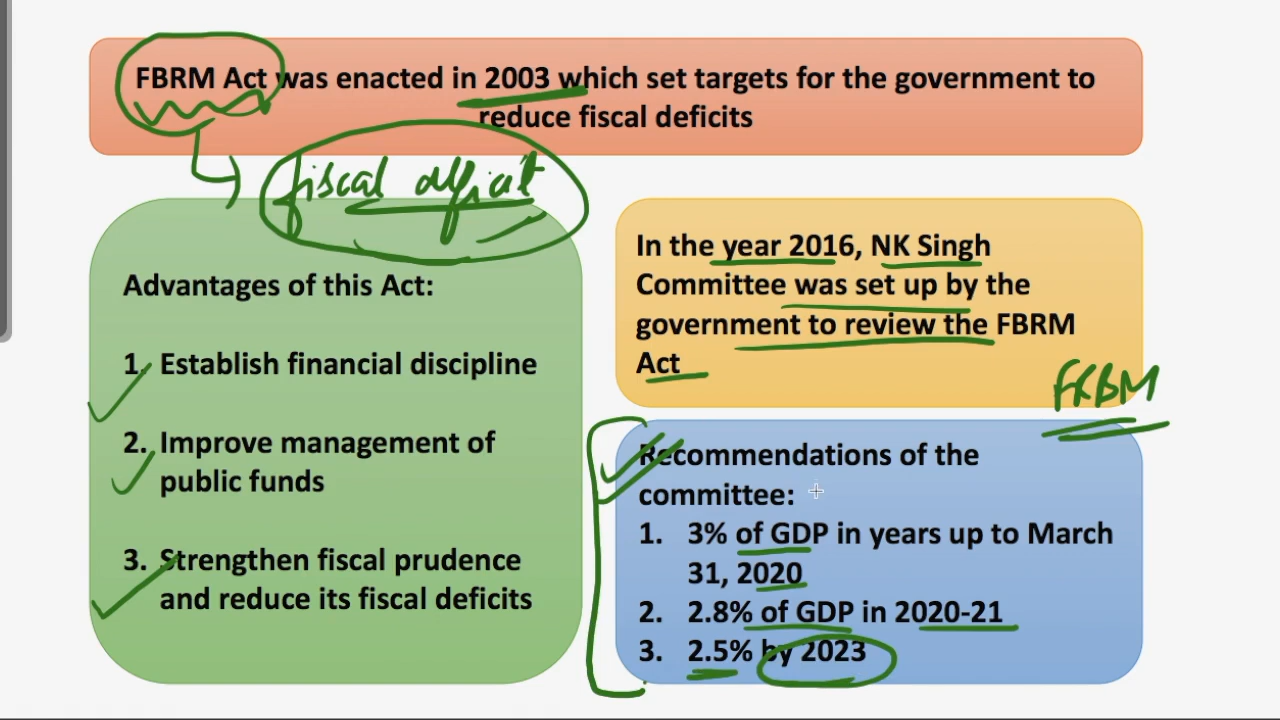 FBRM Act was enacted in 2003 which set targets for the government to
reduce fiscal deficits
fiscal deficit
Advantages of this Act:
1. Establish financial discipline
2. Improve management of
public funds
3. Strengthen fiscal prudence
and reduce its fiscal deficits
In the year 2016, NK Singh
Committee was set up by the
government to review the FBRM
Act
FRBM
Recommendations of the
committee:
1. 3% of GDP in years up to March
31, 2020
2. 2.8% of GDP in 2020-21
3. 2.5% by 2023